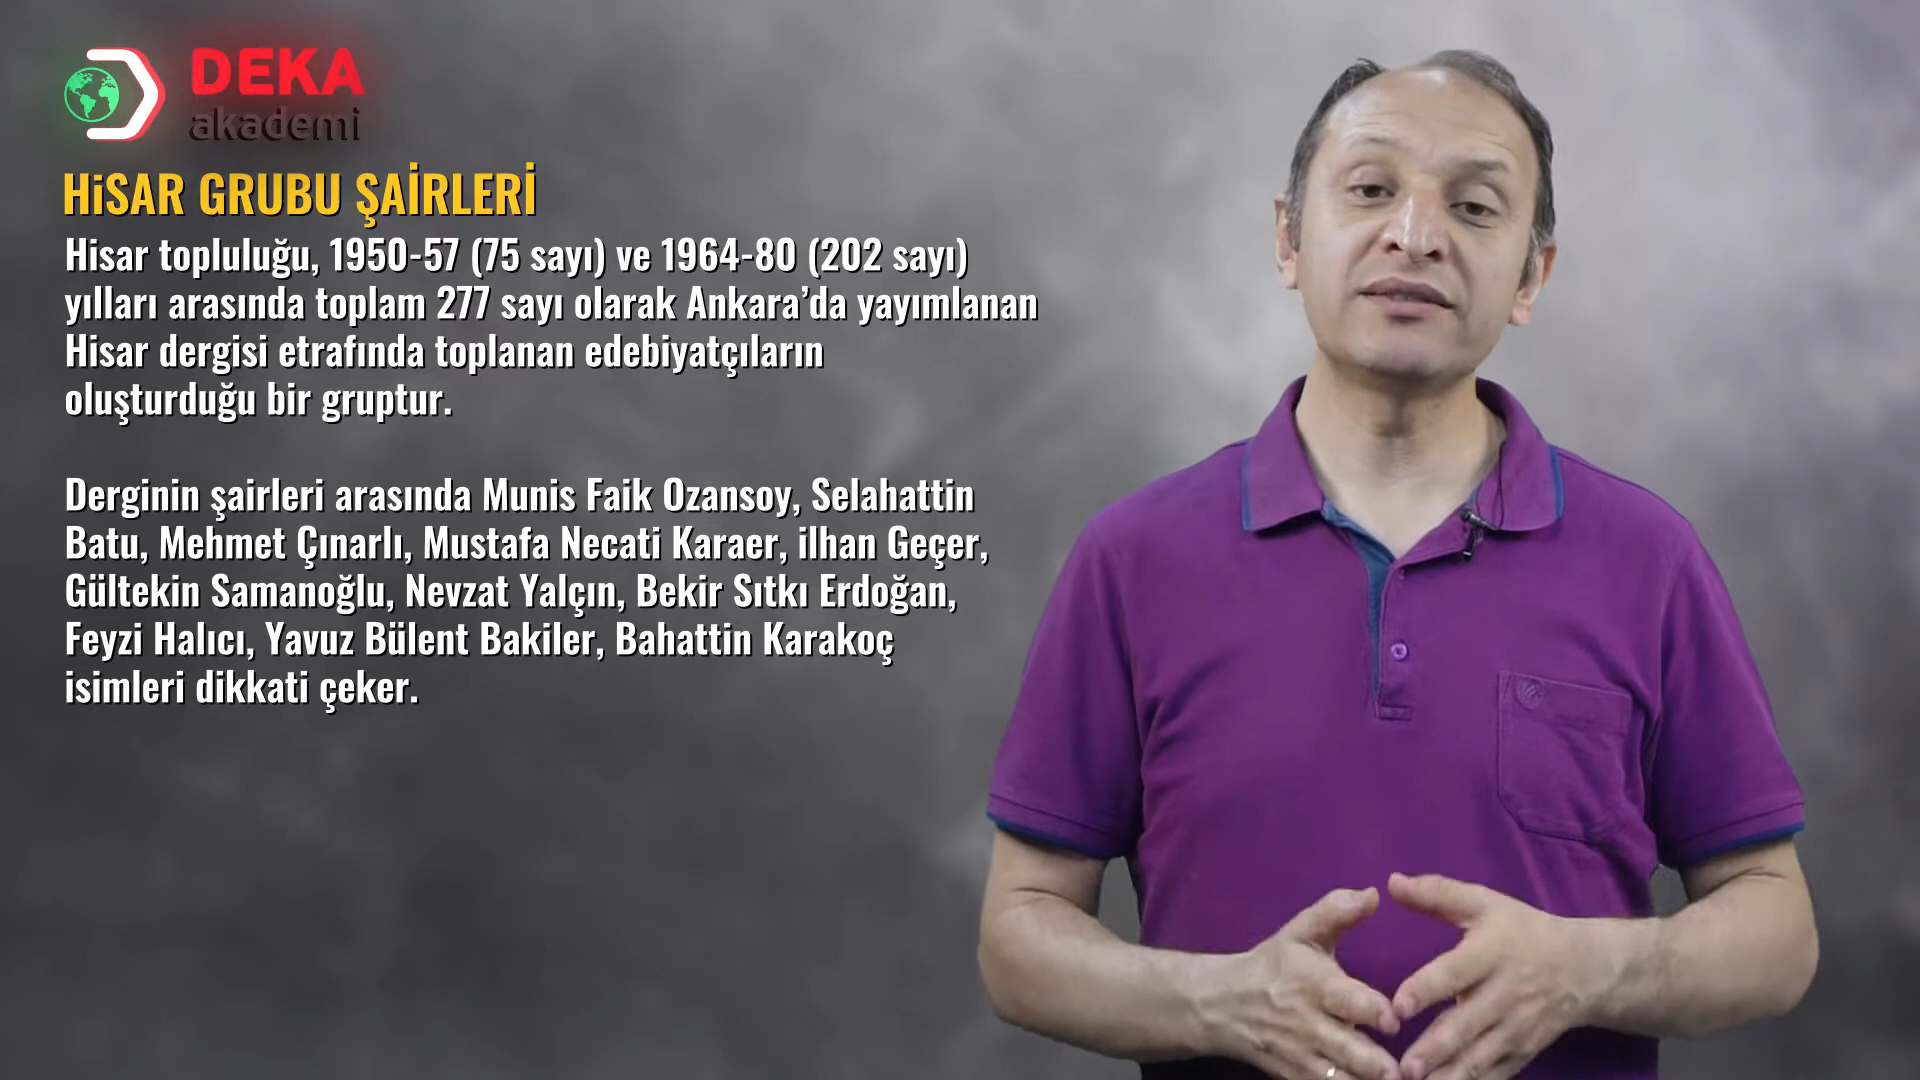 DEKA
akademi
HiSAR GRUBU ŞAİRLERİ
Hisar topluluğu, 1950-57 (75 sayı) ve 1964-80 (202 sayı)
yılları arasında toplam 277 sayı olarak Ankara’da yayımlanan
Hisar dergisi etrafında toplanan edebiyatçıların
oluşturduğu bir gruptur.
Derginin şairleri arasında Munis Faik Ozansoy, Selahattin
Batu, Mehmet Çınarlı, Mustafa Necati Karaer, ilhan Geçer,
Gültekin Samanoğlu, Nevzat Yalçın, Bekir Sıtkı Erdoğan,
Feyzi Halıcı, Yavuz Bülent Bakiler, Bahattin Karakoç
isimleri dikkati çeker.